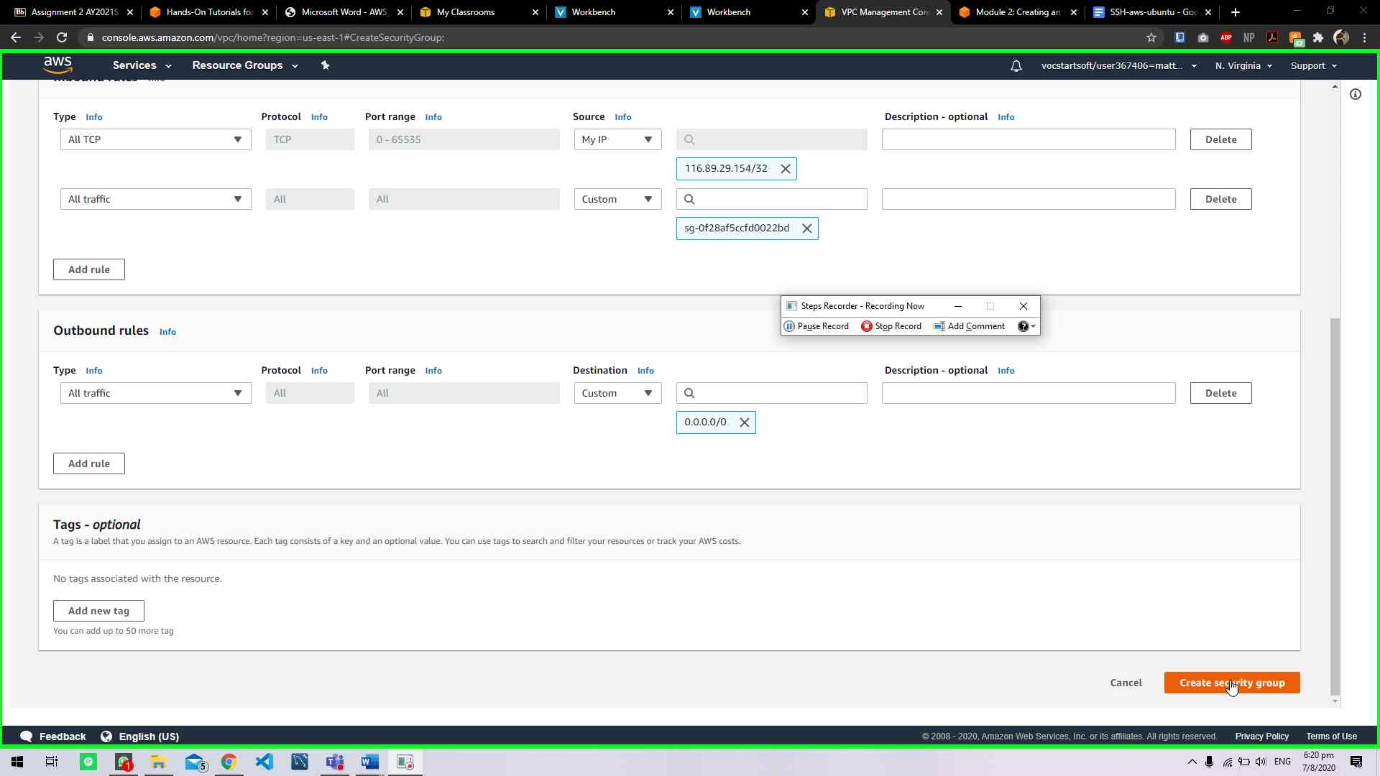 Assignment 2 AY2021S
Hands-On Tutorials for
Microsoft Word - AWS_
My Classrooms
Workbench
Workbench
VPC Management Con
Module 2: Creating an
SSH-aws-ubuntu - Goo
console.aws.amazon.com/vpc/home?region=us-east-1#CreateSecurityGroup:
aws Services Resource Groups vocstartsoft/user367406=matt... N. Virginia Support
Inbound rules Info
Type Info Protocol Info Port range Info Source Info Description - optional Info
All TCP TCP 0 - 65535 My IP Delete
116.89.29.154/32
All traffic All All Custom Delete
sg-0f28af5ccfd0022bd
Add rule
Steps Recorder - Recording Now
Pause Record Stop Record Add Comment
Outbound rules Info
Type Info Protocol Info Port range Info Destination Info Description - optional Info
All traffic All All Custom Delete
0.0.0.0/0
Add rule
Tags - optional
A tag is a label that you assign to an AWS resource. Each tag consists of a key and an optional value. You can use tags to search and filter your resources or track your AWS costs.
No tags associated with the resource.
Add new tag
You can add up to 50 more tag
Cancel Create security group
Feedback English (US) © 2008 - 2020, Amazon Web Services, Inc. or its affiliates. All rights reserved. Privacy Policy Terms of Use
ENG 6:20 pm
7/8/2020